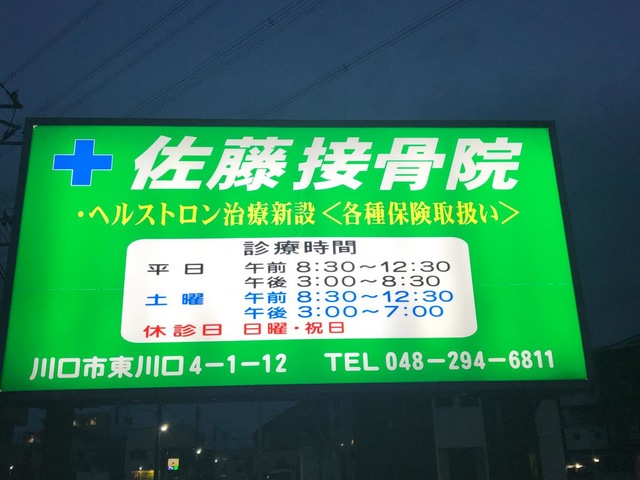 佐藤接骨院
・ヘルストロン治療新設<各種保険取扱い>
診療時間
平日 午前 8:30〜12:30
午後 3:00〜8:30
土曜 午前 8:30〜12:30
午後 3:00〜7:00
休診日 日曜・祝日
川口市東川口4-1-12 TEL048-294-6811